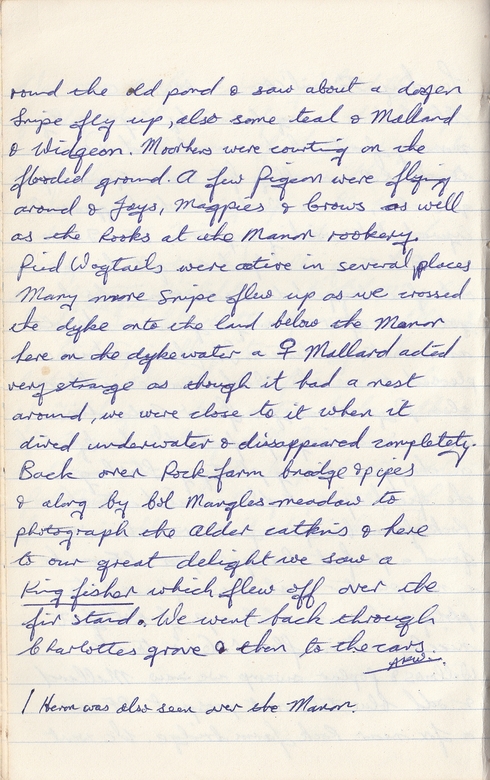 round the old pond & saw about a dozen
Snipe fly up, also some teal & Mallard
& Widgeon. Moorhens were courting on the
flooded ground. A few Pigeon were flying
around & Jays, Magpies & Crows as well
as the Rooks at the Manor rookery.
Pied Wagtails were active in several places
Many more Snipe flew up as we crossed
the dyke onto the land below the Manor
here on the dyke water a ♀ Mallard acted
very strange as though it had a nest
around, we were close to it when it
dived underwater & disappeared completely.
Back over Rock farm bridge & pipes
& along by Col Mangles meadow to
photograph the Alder catkins & here
to our great delight we saw a
King fisher which flew off over the
fir stand. We went back through
Charlottes grove & then to the cars.
1 Heron was also seen over the Manor.